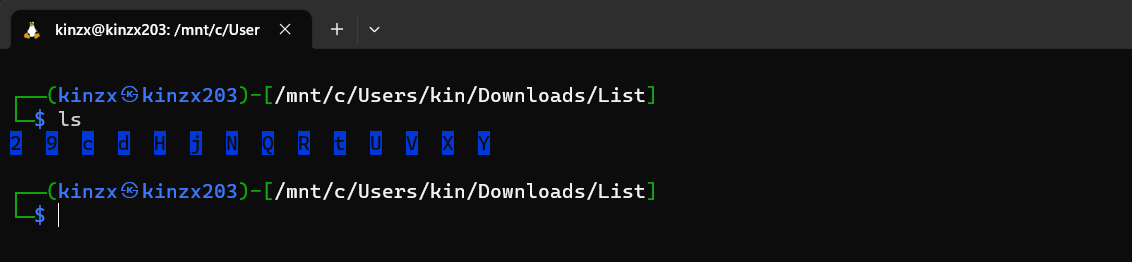 kinzx@kinzx203: /mnt/c/User
┌──(kinzx㉿kinzx203)-[/mnt/c/Users/kin/Downloads/List]
└─$ ls
2 9 c d H j N Q R t U V X Y
┌──(kinzx㉿kinzx203)-[/mnt/c/Users/kin/Downloads/List]
└─$